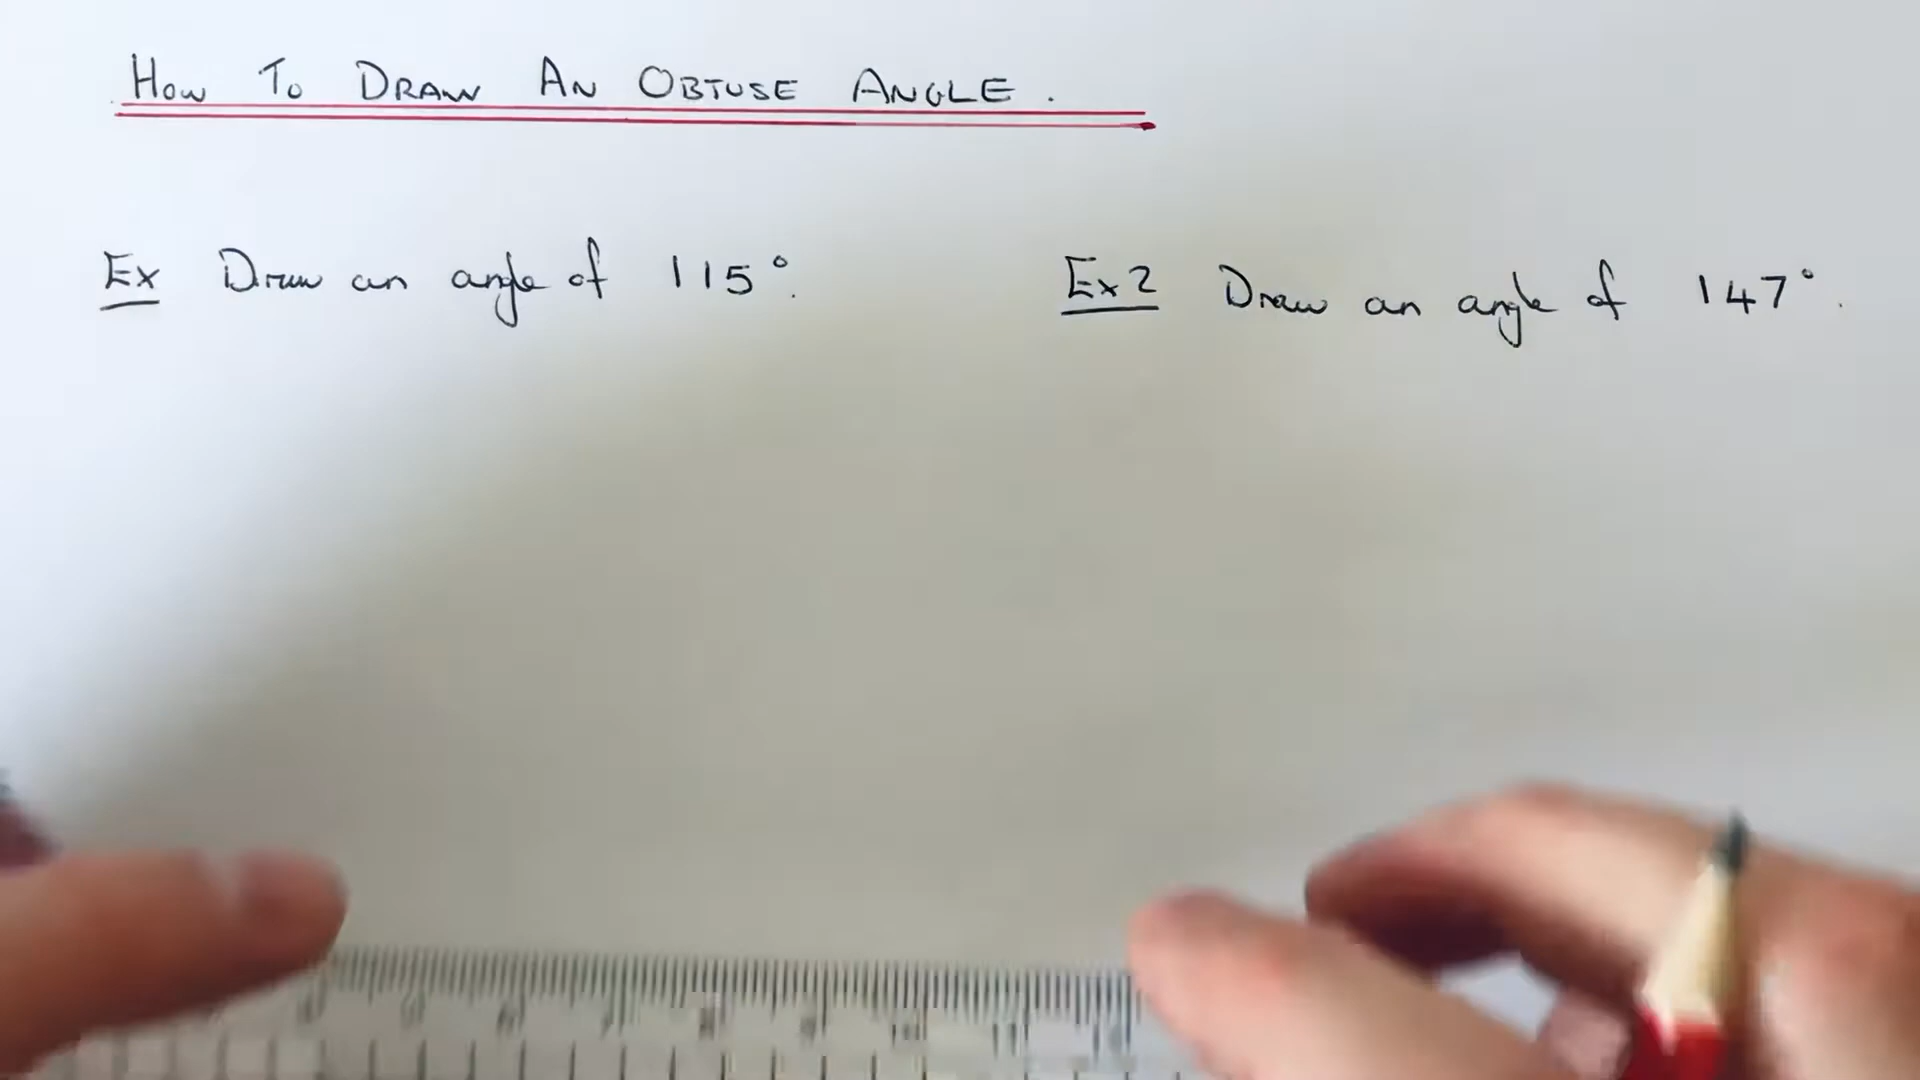 How To DRAW AN OBTUSE ANGLE.
Ex Draw an angle of 115°.
Ex2 Draw an angle of 147°.